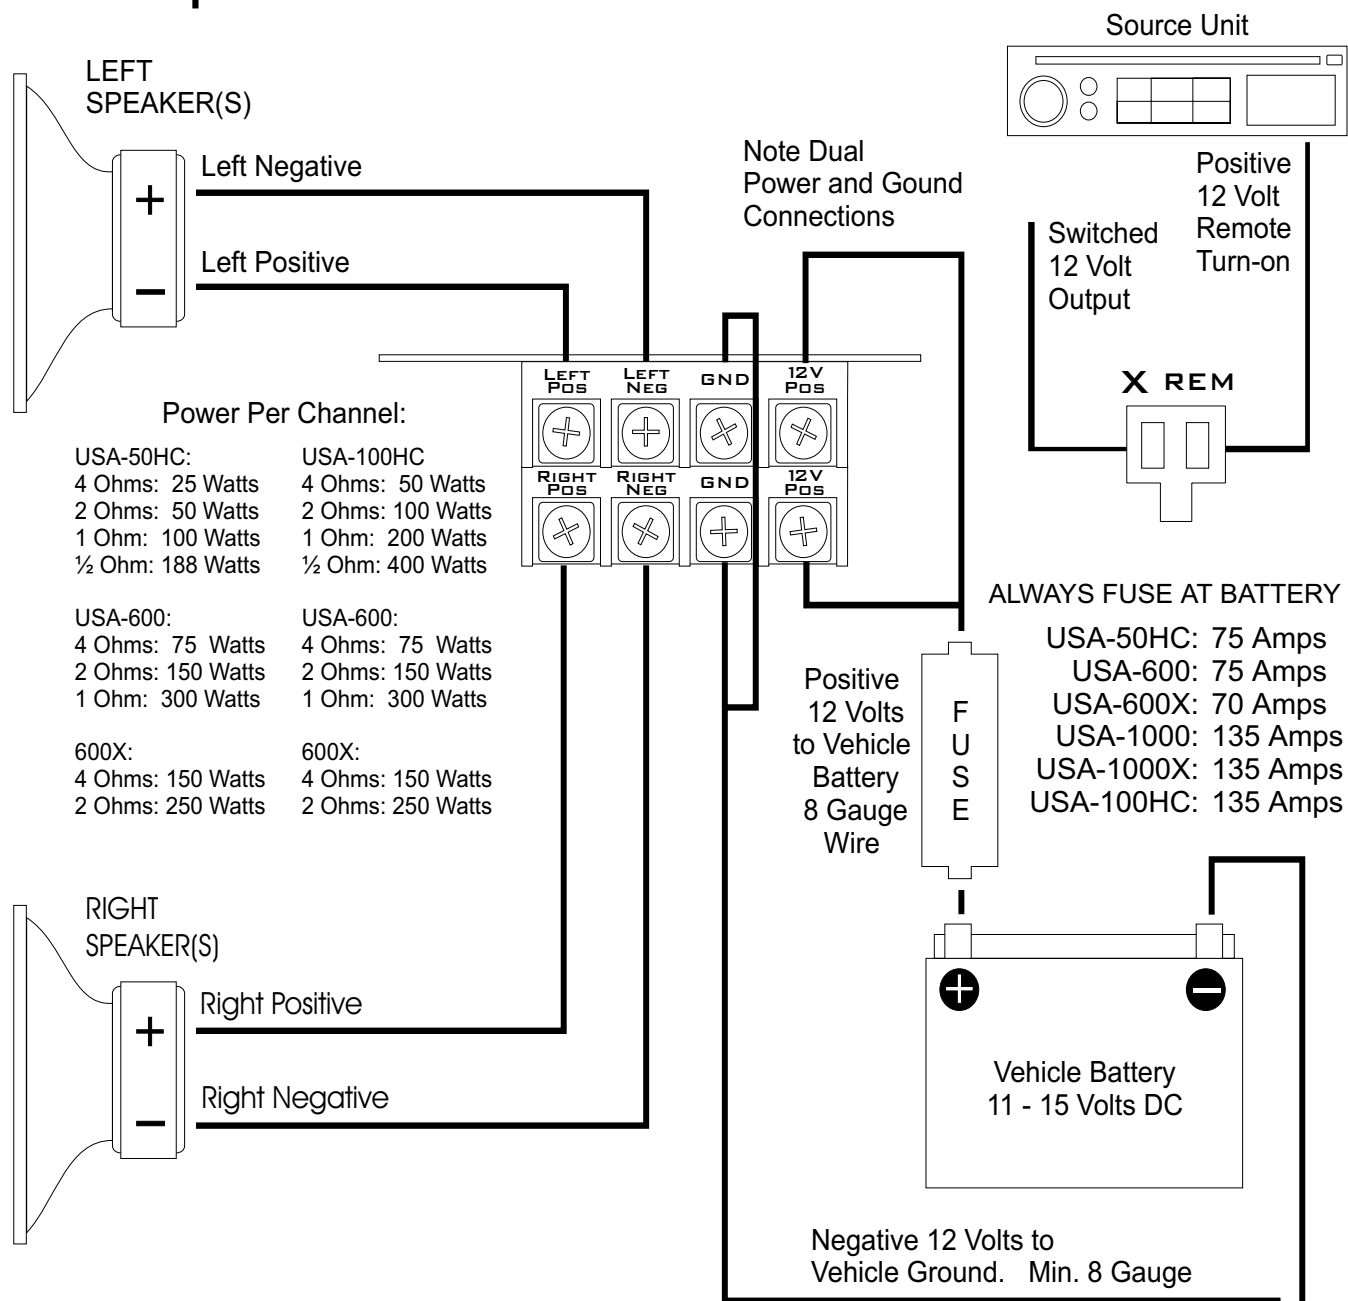 Source Unit
LEFT
SPEAKER(S)
Left Negative
+
Left Positive
−
Note Dual
Power and Gound
Connections
Positive
12 Volt
Remote
Turn-on
Switched
12 Volt
Output
X REM
LEFT POS
LEFT NEG
GND
12V POS
RIGHT POS
RIGHT NEG
GND
12V POS
Power Per Channel:
USA-50HC:
4 Ohms: 25 Watts
2 Ohms: 50 Watts
1 Ohm: 100 Watts
½ Ohm: 188 Watts
USA-100HC
4 Ohms: 50 Watts
2 Ohms: 100 Watts
1 Ohm: 200 Watts
½ Ohm: 400 Watts
USA-600:
4 Ohms: 75 Watts
2 Ohms: 150 Watts
1 Ohm: 300 Watts
USA-600:
4 Ohms: 75 Watts
2 Ohms: 150 Watts
1 Ohm: 300 Watts
600X:
4 Ohms: 150 Watts
2 Ohms: 250 Watts
600X:
4 Ohms: 150 Watts
2 Ohms: 250 Watts
ALWAYS FUSE AT BATTERY
USA-50HC: 75 Amps
USA-600: 75 Amps
USA-600X: 70 Amps
USA-1000: 135 Amps
USA-1000X: 135 Amps
USA-100HC: 135 Amps
Positive
12 Volts
to Vehicle
Battery
8 Gauge
Wire
FUSE
RIGHT
SPEAKER(S)
Right Positive
+
Right Negative
−
+
−
Vehicle Battery
11 - 15 Volts DC
Negative 12 Volts to
Vehicle Ground. Min. 8 Gauge